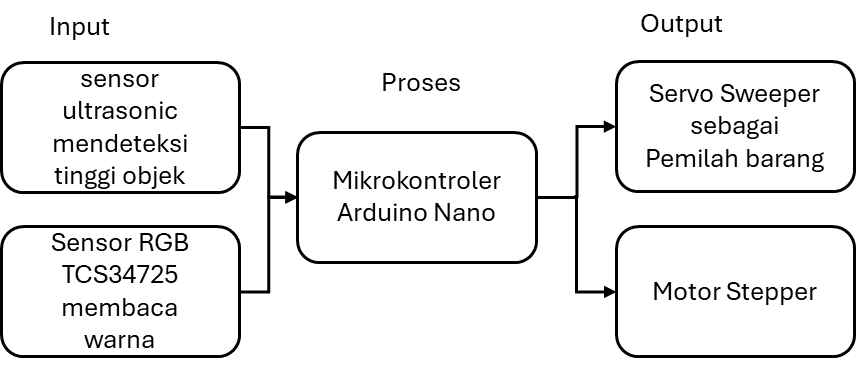 Input
sensor
ultrasonic
mendeteksi
tinggi objek
Sensor RGB
TCS34725
membaca
warna
Proses
Mikrokontroler
Arduino Nano
Output
Servo Sweeper
sebagai
Pemilah barang
Motor Stepper